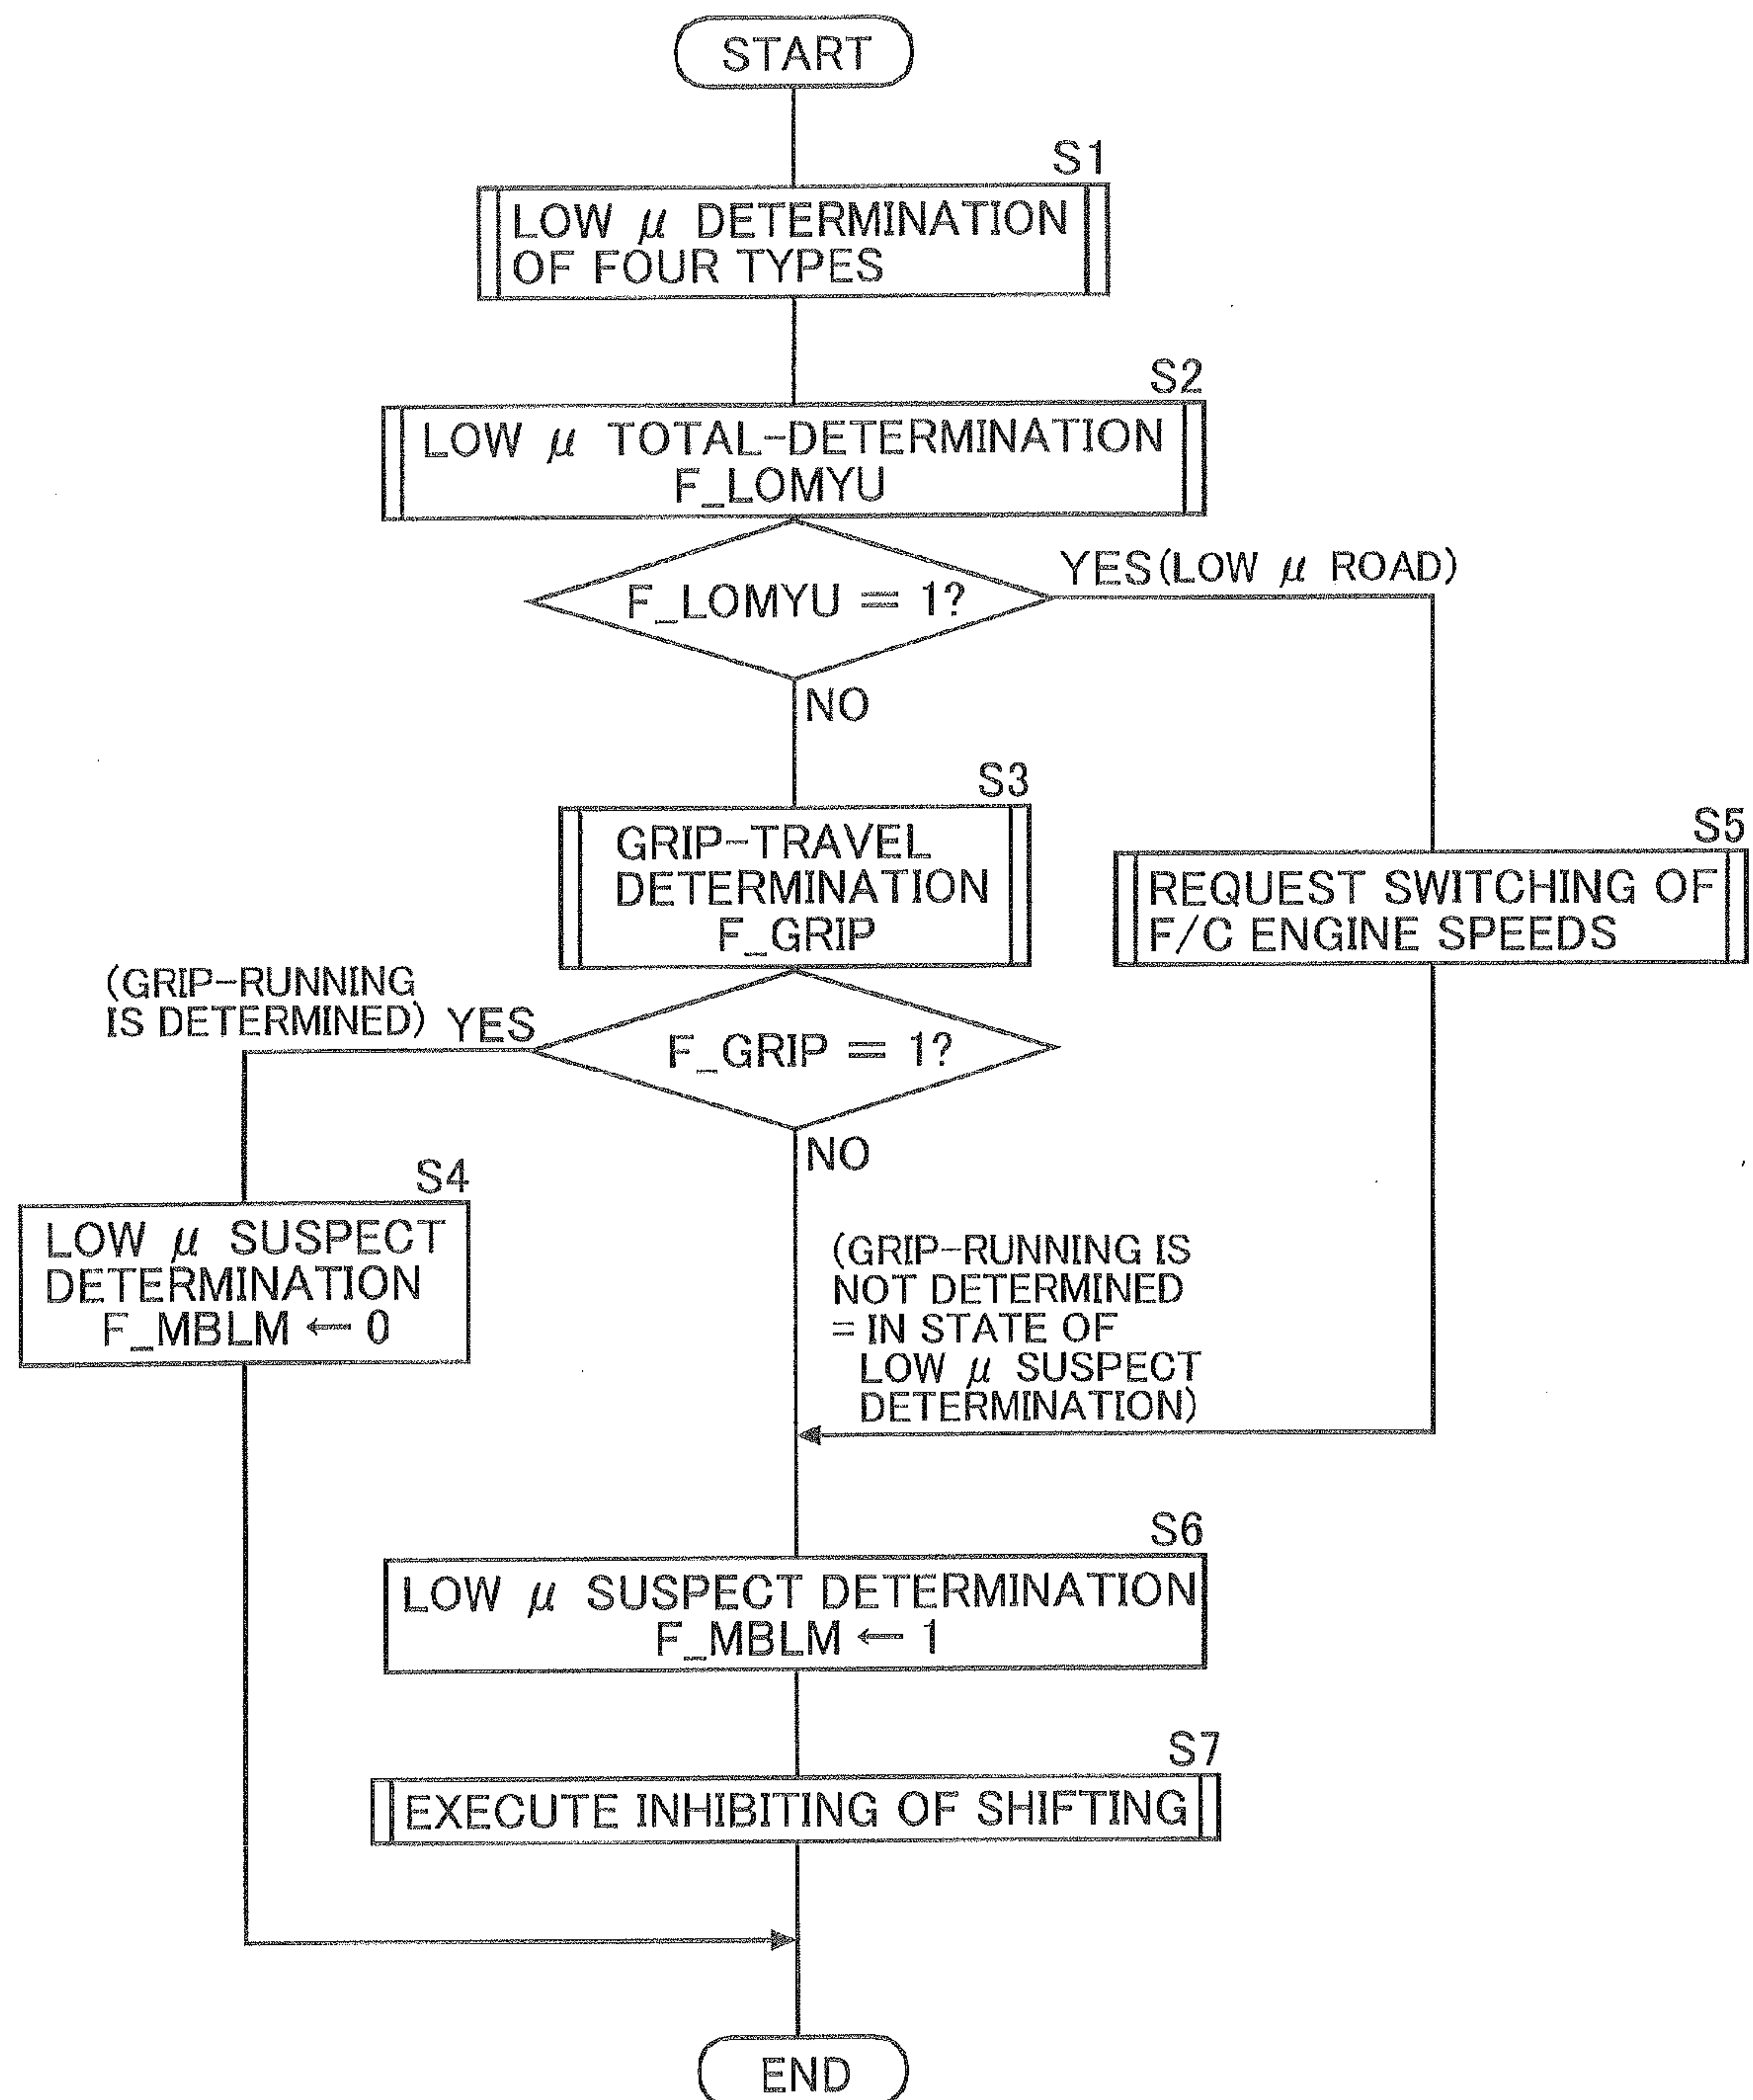 START
S1
LOW μ DETERMINATION
OF FOUR TYPES
S2
LOW μ TOTAL-DETERMINATION
F_LOMYU
F_LOMYU = 1?
YES(LOW μ ROAD)
NO
S3
GRIP-TRAVEL
DETERMINATION
F_GRIP
S5
REQUEST SWITCHING OF
F/C ENGINE SPEEDS
(GRIP-RUNNING
IS DETERMINED) YES
F_GRIP = 1?
NO
S4
LOW μ SUSPECT
DETERMINATION
F_MBLM ← 0
(GRIP-RUNNING IS
NOT DETERMINED
= IN STATE OF
LOW μ SUSPECT
DETERMINATION)
S6
LOW μ SUSPECT DETERMINATION
F_MBLM ← 1
S7
EXECUTE INHIBITING OF SHIFTING
END